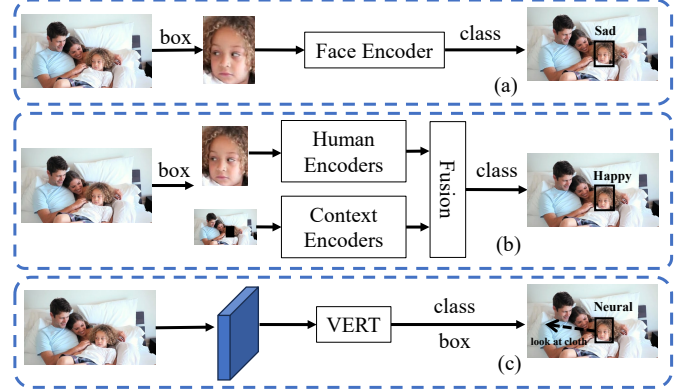 box
Face Encoder
class
Sad
(a)
box
Human
Encoders
Context
Encoders
Fusion
class
Happy
(b)
VERT
class
box
Neural
look at cloth
(c)